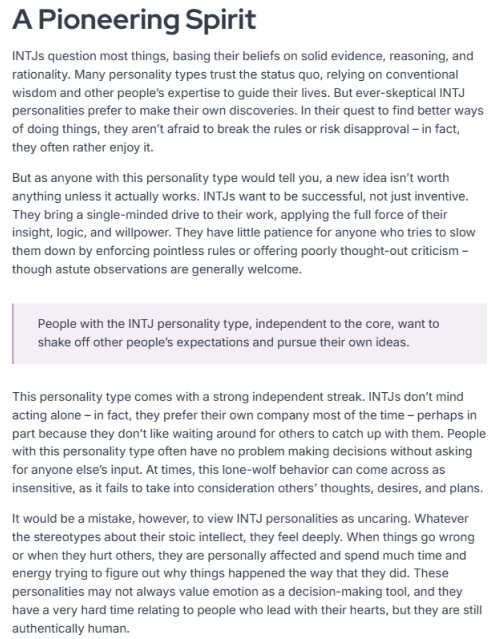 A Pioneering Spirit
INTJs question most things, basing their beliefs on solid evidence, reasoning, and
rationality. Many personality types trust the status quo, relying on conventional
wisdom and other people’s expertise to guide their lives. But ever-skeptical INTJ
personalities prefer to make their own discoveries. In their quest to find better ways
of doing things, they aren’t afraid to break the rules or risk disapproval – in fact,
they often rather enjoy it.
But as anyone with this personality type would tell you, a new idea isn’t worth
anything unless it actually works. INTJs want to be successful, not just inventive.
They bring a single-minded drive to their work, applying the full force of their
insight, logic, and willpower. They have little patience for anyone who tries to slow
them down by enforcing pointless rules or offering poorly thought-out criticism –
though astute observations are generally welcome.
People with the INTJ personality type, independent to the core, want to
shake off other people’s expectations and pursue their own ideas.
This personality type comes with a strong independent streak. INTJs don’t mind
acting alone – in fact, they prefer their own company most of the time – perhaps in
part because they don’t like waiting around for others to catch up with them. People
with this personality type often have no problem making decisions without asking
for anyone else’s input. At times, this lone-wolf behavior can come across as
insensitive, as it fails to take into consideration others’ thoughts, desires, and plans.
It would be a mistake, however, to view INTJ personalities as uncaring. Whatever
the stereotypes about their stoic intellect, they feel deeply. When things go wrong
or when they hurt others, they are personally affected and spend much time and
energy trying to figure out why things happened the way that they did. These
personalities may not always value emotion as a decision-making tool, and they
have a very hard time relating to people who lead with their hearts, but they are still
authentically human.